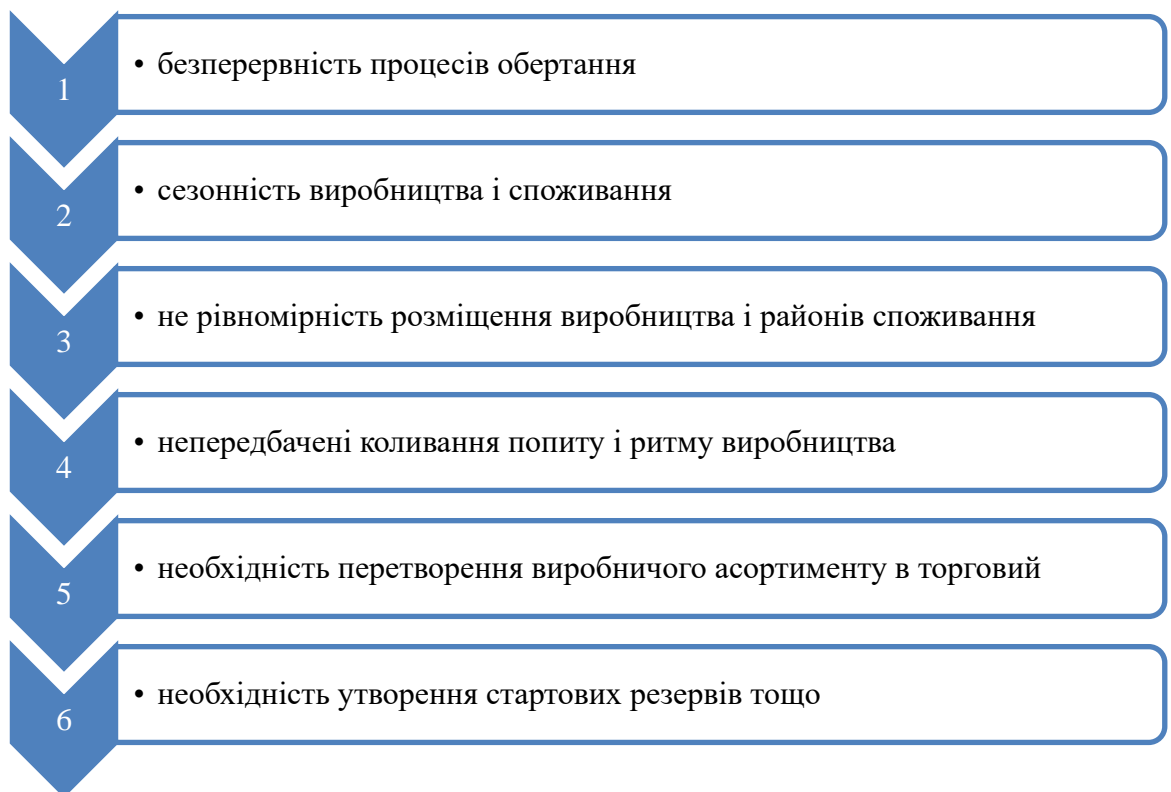 1
• безперервність процесів обертання
2
• сезонність виробництва і споживання
3
• не рівномірність розміщення виробництва і районів споживання
4
• непередбачені коливання попиту і ритму виробництва
5
• необхідність перетворення виробничого асортименту в торговий
6
• необхідність утворення стартових резервів тощо